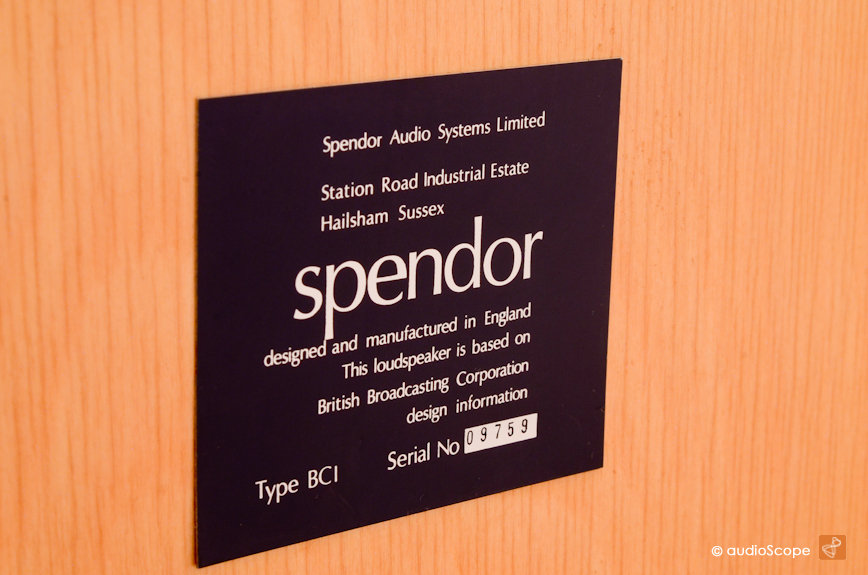 Spendor Audio Systems Limited
Station Road Industrial Estate
Hailsham Sussex
spendor
designed and manufactured in England
This loudspeaker is based on
British Broadcasting Corporation
design information
Serial No 09759
Type BC1
© audioScope